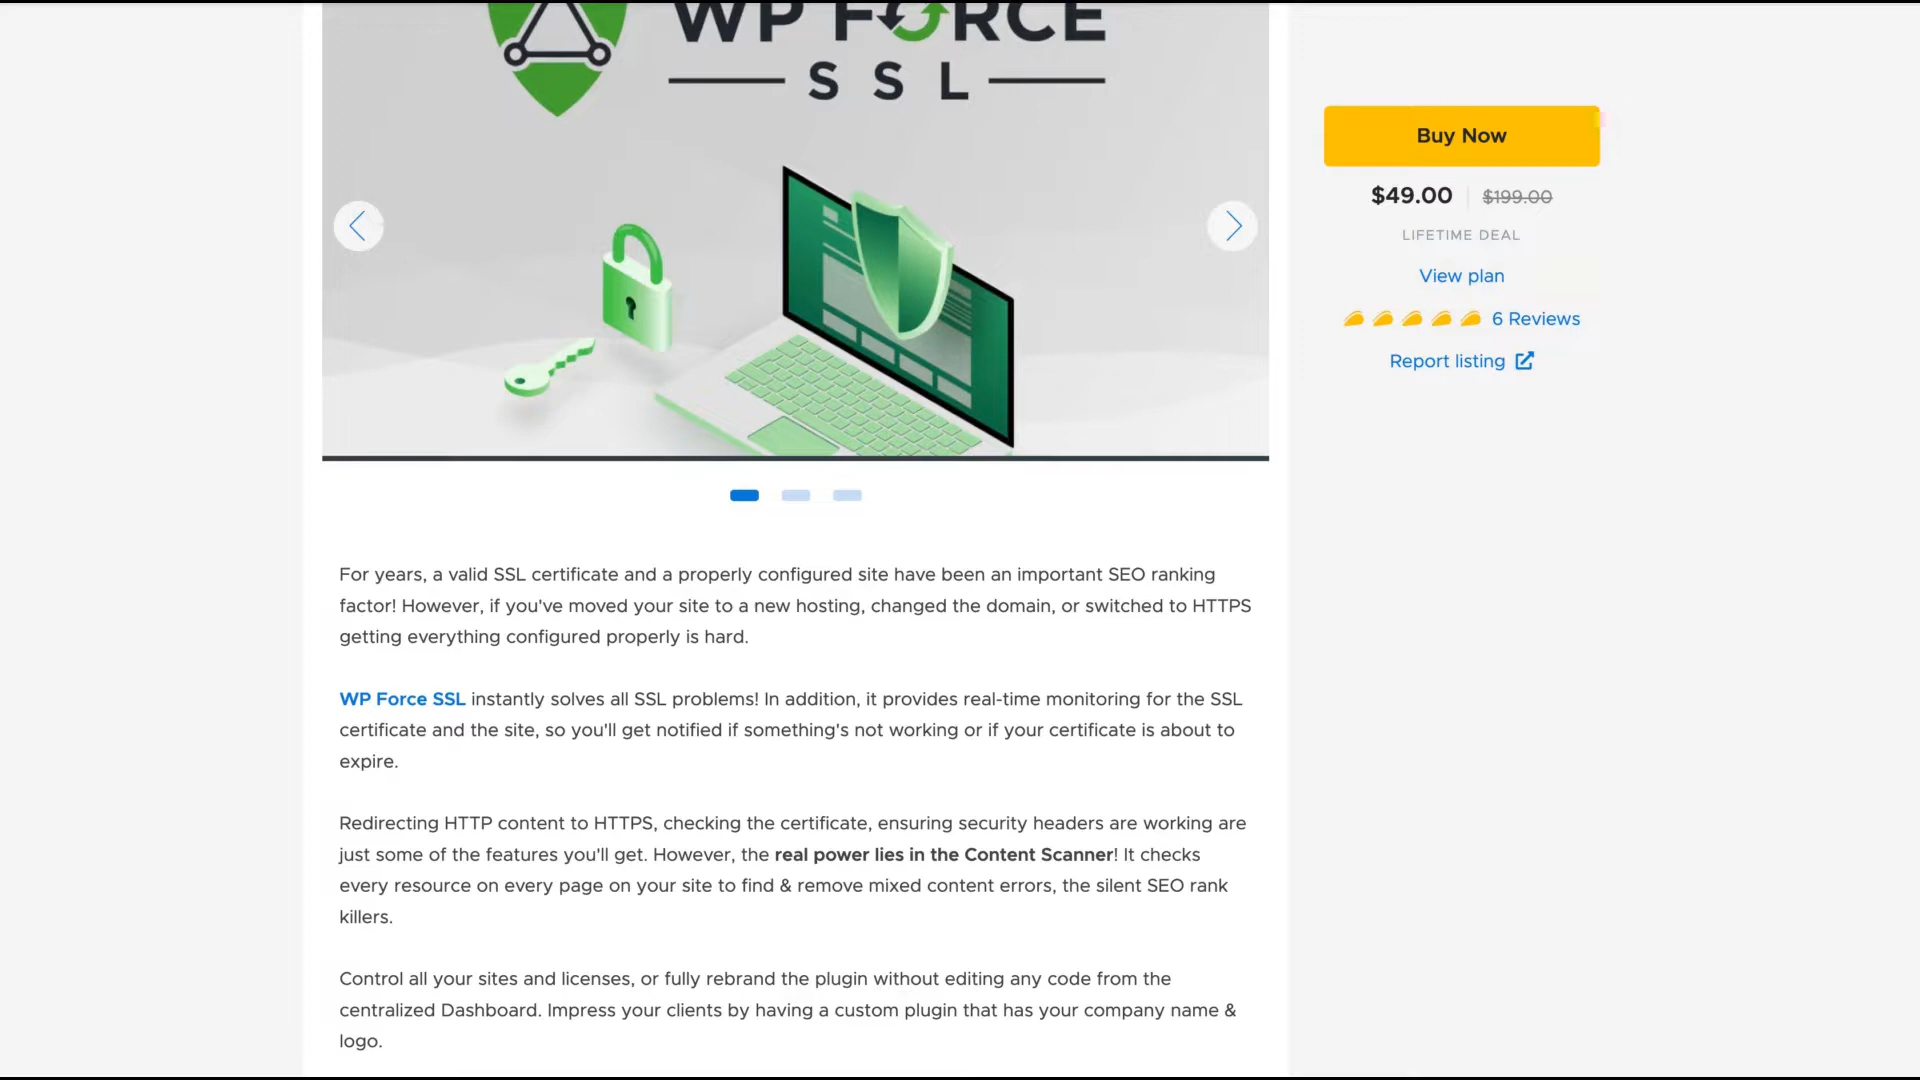 WP FORCE
SSL
Buy Now
$49.00 $199.00
LIFETIME DEAL
View plan
6 Reviews
Report listing
For years, a valid SSL certificate and a properly configured site have been an important SEO ranking
factor! However, if you've moved your site to a new hosting, changed the domain, or switched to HTTPS
getting everything configured properly is hard.
WP Force SSL instantly solves all SSL problems! In addition, it provides real-time monitoring for the SSL
certificate and the site, so you'll get notified if something's not working or if your certificate is about to
expire.
Redirecting HTTP content to HTTPS, checking the certificate, ensuring security headers are working are
just some of the features you'll get. However, the real power lies in the Content Scanner! It checks
every resource on every page on your site to find & remove mixed content errors, the silent SEO rank
killers.
Control all your sites and licenses, or fully rebrand the plugin without editing any code from the
centralized Dashboard. Impress your clients by having a custom plugin that has your company name &
logo.